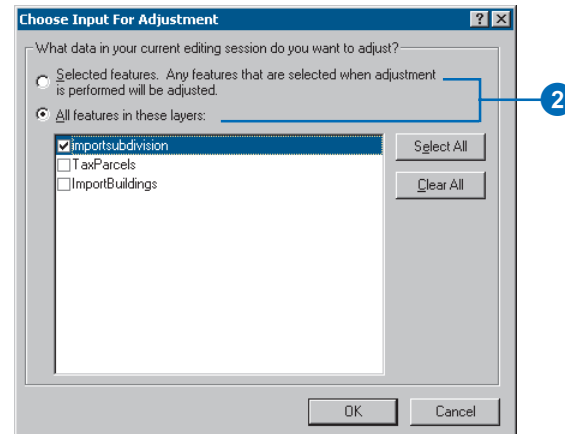 Choose Input For Adjustment
What data in your current editing session do you want to adjust?
Selected features. Any features that are selected when adjustment
is performed will be adjusted.
All features in these layers:
importsubdivision
TaxParcels
ImportBuildings
Select All
Clear All
2
OK
Cancel